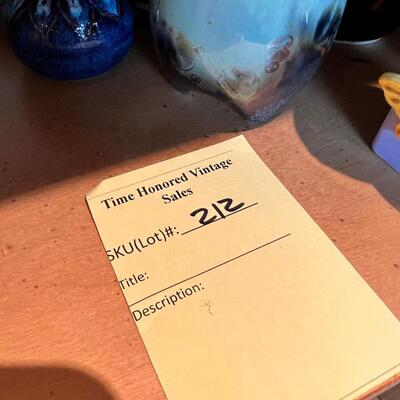 Time Honored Vintage
Sales
SKU(Lot)#: 212
Title:
Description: